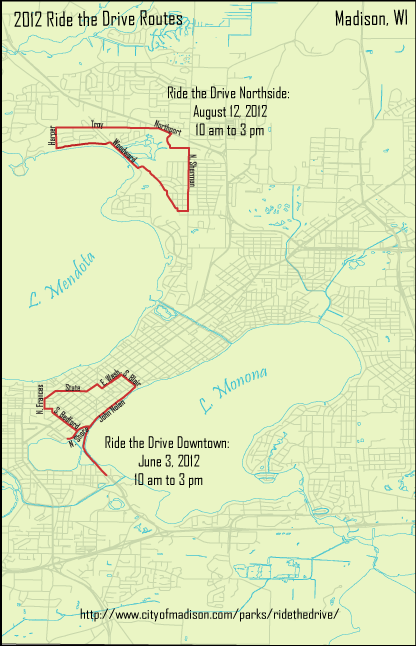 2012 Ride the Drive Routes
Madison, WI
Ride the Drive Northside:
August 12, 2012
10 am to 3 pm
Troy
Northport
Harper
Woodward
N. Sherman
L. Mendota
E. Wash
S. Blair
State
N. Frances
L. Monona
S. Bedford
John Nolen
N. Shore
Ride the Drive Downtown:
June 3, 2012
10 am to 3 pm
http://www.cityofmadison.com/parks/ridethedrive/